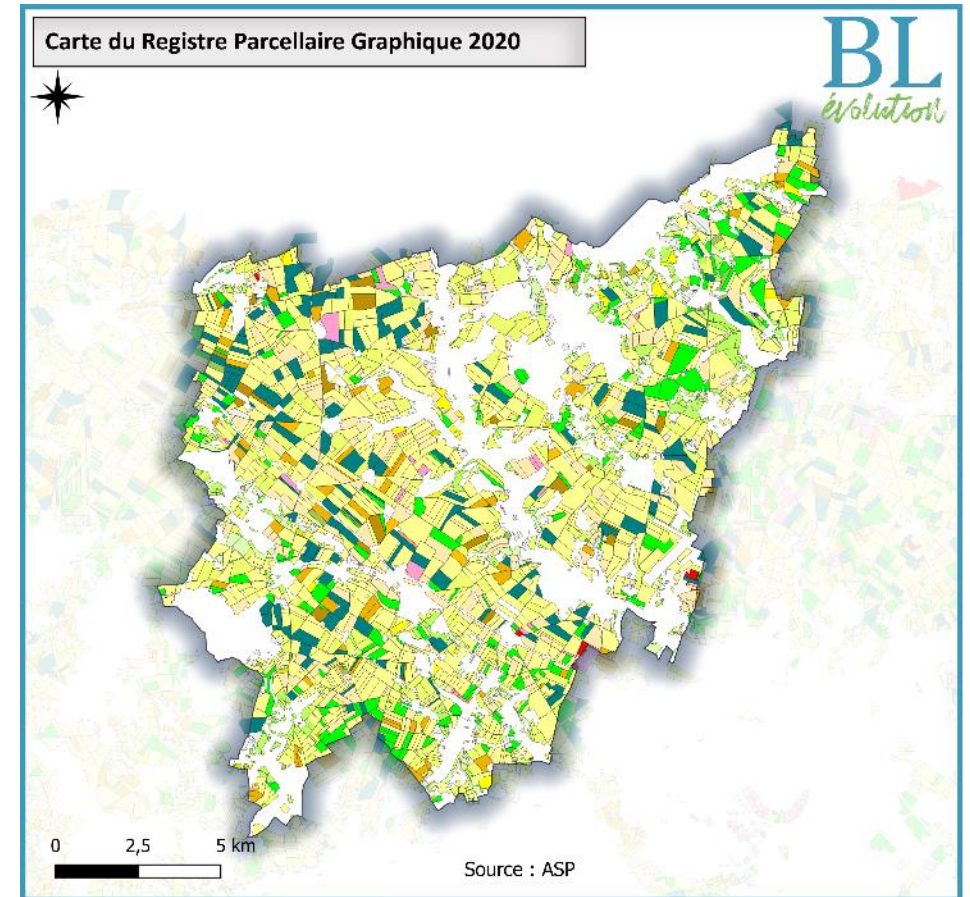 Carte du Registre Parcellaire Graphique 2020
BL
évolution
0 2,5 5 km
Source : ASP